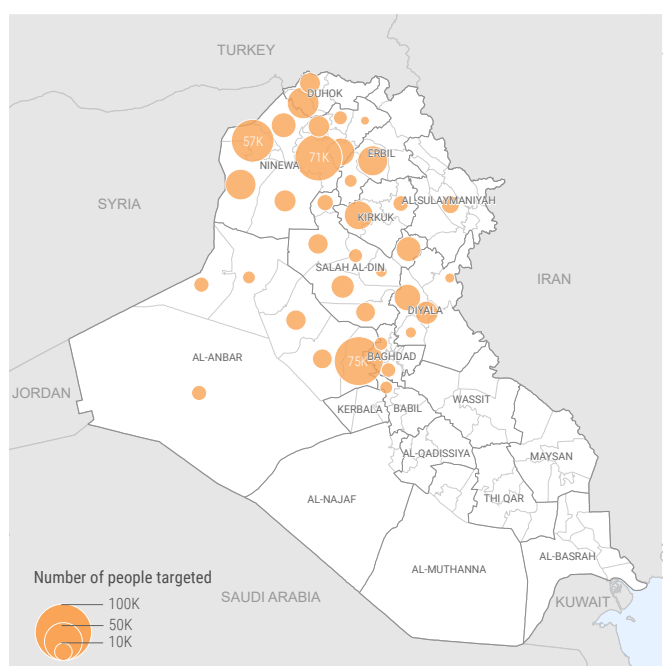 TURKEY
DUHOK
57K
71K
ERBIL
NINEWA
SYRIA
AL-SULAYMANIYAH
KIRKUK
SALAH AL-DIN
IRAN
DIYALA
AL-ANBAR
75K
BAGHDAD
JORDAN
WASSIT
KERBALA
BABIL
AL-QADISSIYA
MAYSAN
AL-NAJAF
THI QAR
AL-BASRAH
AL-MUTHANNA
Number of people targeted
SAUDI ARABIA
KUWAIT
100K
50K
10K